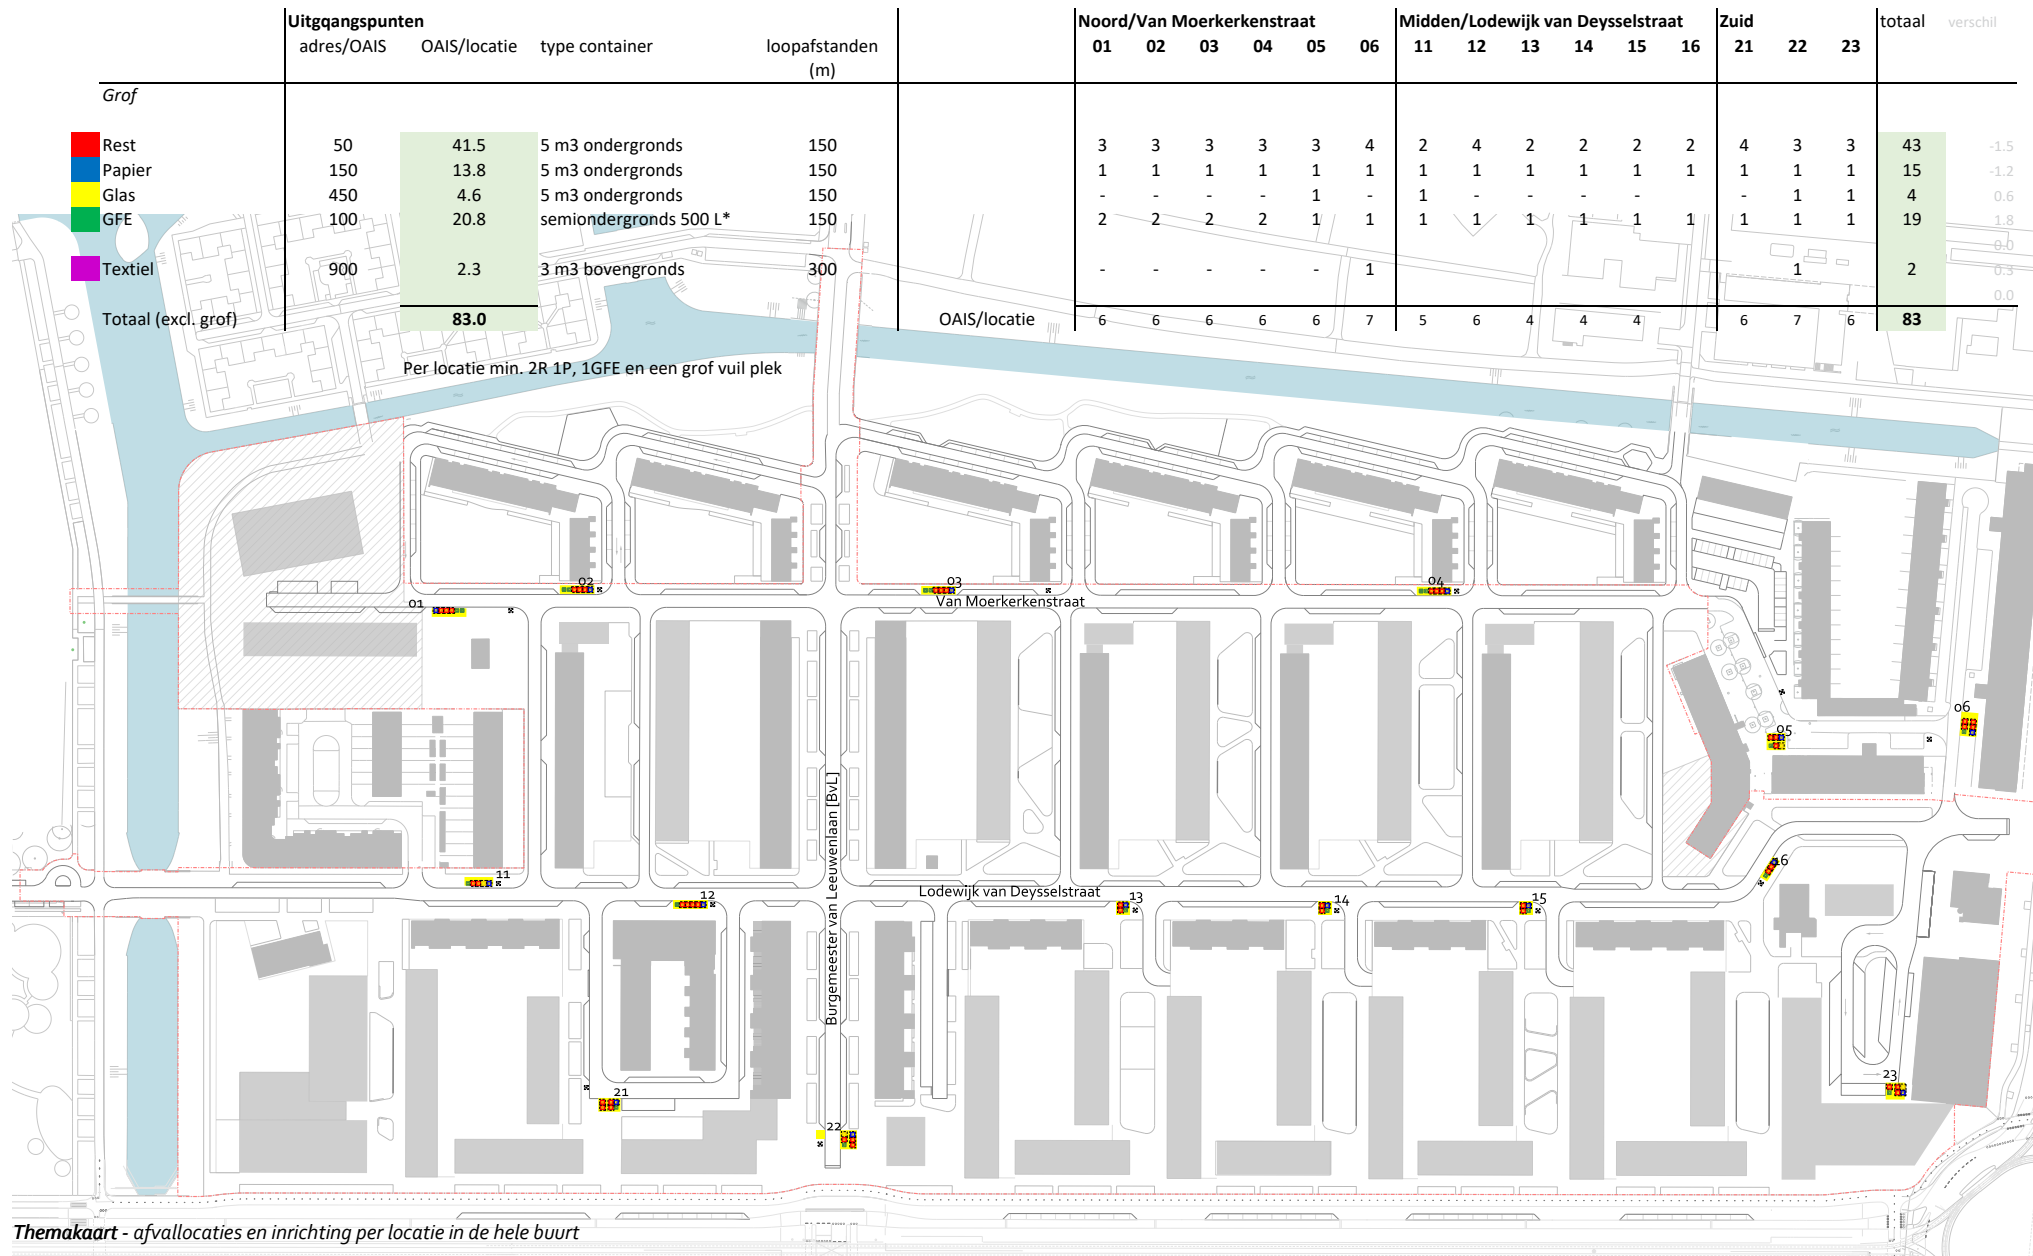 Uitgqangspunten Noord/Van Moerkerkenstraat Midden/Lodewijk van Deysselstraat Zuid totaal verschil
adres/OAIS OAIS/locatie type container loopafstanden 01 02 03 04 05 06 11 12 13 14 15 16 21 22 23
(m)
Grof
Rest 50 41.5 5 m3 ondergronds 150 3 3 3 3 3 4 2 4 2 2 2 2 4 3 3 43 -1.5
Papier 150 13.8 5 m3 ondergronds 150 1 1 1 1 1 1 1 1 1 1 1 1 1 1 1 15 -1.2
Glas 450 4.6 5 m3 ondergronds 150 - - - - 1 - 1 - - - - - 1 1 4 0.6
GFE 100 20.8 semiondergronds 500 L* 150 2 2 2 2 1 1 1 1 1 1 1 1 1 1 1 19 1.8
0.0
Textiel 900 2.3 3 m3 bovengronds 300 - - - - - 1 1 2 0.3
0.0
Totaal (excl. grof) 83.0 OAIS/locatie 6 6 6 6 6 7 5 6 4 4 4 6 7 6 83
Per locatie min. 2R 1P, 1GFE en een grof vuil plek
02
03
04
01
Van Moerkerkenstraat
06
05
Burgemeester van Leeuwenlaan [BvL]
16
11
Lodewijk van Deysselstraat
12
13
14
15
23
21
22
Themakaart - afvallocaties en inrichting per locatie in de hele buurt